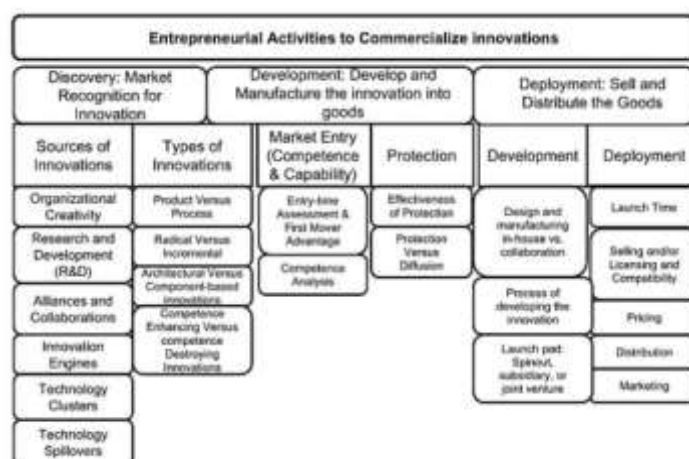 Entrepreneurial Activities to Commercialize innovations
Discovery: Market
Recognition for
Innovation
Development: Develop and
Manufacture the innovation into
goods
Deployment: Sell and
Distribute the Goods
Sources of
Innovations
Types of
Innovations
Market Entry
(Competence
& Capability)
Protection
Development
Deployment
Organizational
Creativity
Research and
Development
(R&D)
Alliances and
Collaborations
Innovation
Engines
Technology
Clusters
Technology
Spillovers
Product Versus
Process
Radical Versus
Incremental
Architectural Versus
Component-based
innovations
Competence
Enhancing Versus
competence
Destroying
Innovations
Entry-time
Assessment &
First Mover
Advantage
Competence
Analysis
Effectiveness
of Protection
Protection
Versus
Diffusion
Design and
manufacturing
in-house vs.
collaboration
Process of
developing the
innovation
Launch pad:
Spinout,
subsidiary, or
joint venture
Launch Time
Selling and/or
Licensing and
Compatibility
Pricing
Distribution
Marketing